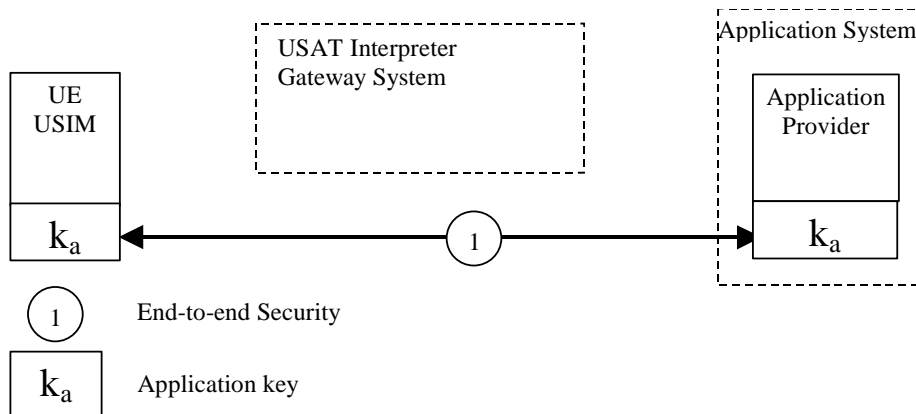 USAT Interpreter
Gateway System
Application System
UE
USIM
Application
Provider
kₐ
1
kₐ
1 End-to-end Security
kₐ Application key